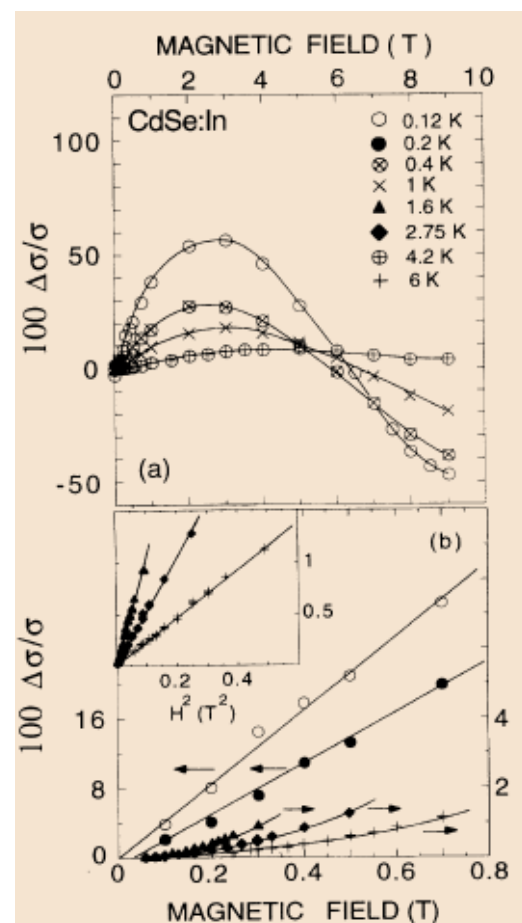 MAGNETIC FIELD (T)
0 2 4 6 8 10
CdSe:In
0.12 K
0.2 K
0.4 K
1 K
1.6 K
2.75 K
4.2 K
6 K
100
50
0
-50
100 Δσ/σ
(a)
(b)
1
0.5
0.2 0.4
H² (T²)
16
8
0
4
2
1
100 Δσ/σ
0 0.2 0.4 0.6 0.8
MAGNETIC FIELD (T)